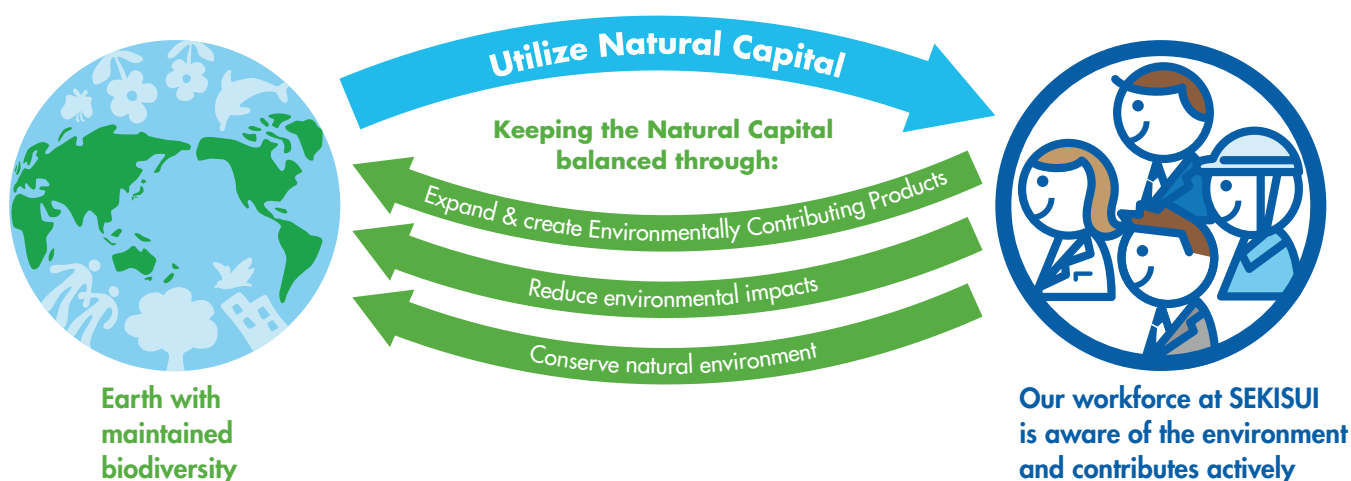 Utilize Natural Capital
Keeping the Natural Capital
balanced through:
Expand & create Environmentally Contributing Products
Reduce environmental impacts
Conserve natural environment
Earth with
maintained
biodiversity
Our workforce at SEKISUI
is aware of the environment
and contributes actively